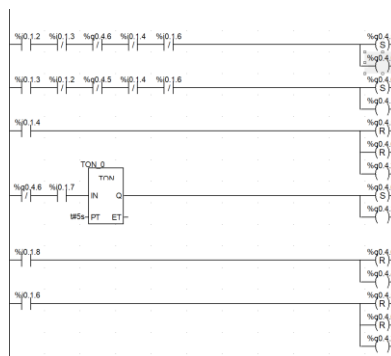 %i0.1.2 %i0.1.3 %q0.4.6 %i0.1.4 %i0.1.6 %q0.4.
S
%q0.4.
%i0.1.3 %i0.1.2 %q0.4.5 %i0.1.4 %i0.1.6 %q0.4.
S
%q0.4.
%i0.1.4 %q0.4.
R
%q0.4.
R
%q0.4.
TON_0
TON
%q0.4.6 %i0.1.7 IN Q %q0.4.
S
t#5s PT ET %q0.4.
%i0.1.8 %q0.4.
R
%q0.4.
%i0.1.6 %q0.4.
R
%q0.4.
R
%q0.4.